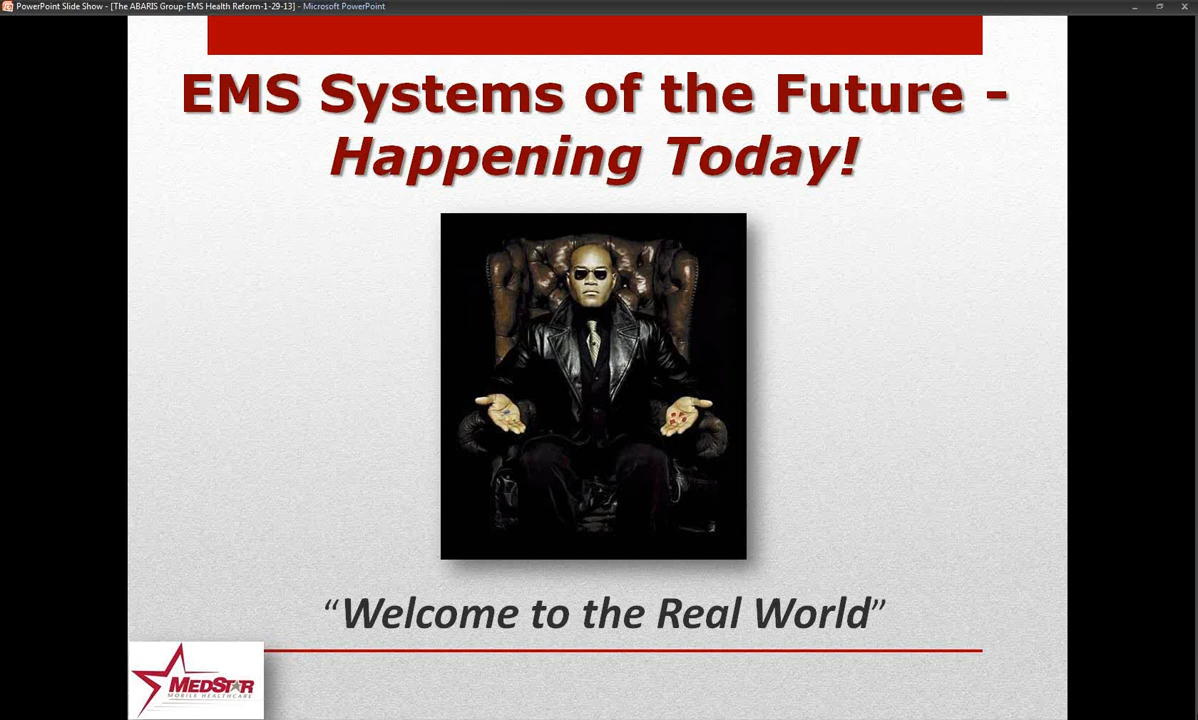 PowerPoint Slide Show - [The ABARIS Group-EMS Health Reform-1-29-13] - Microsoft PowerPoint
EMS Systems of the Future -
Happening Today!
“Welcome to the Real World”
MEDSTAR
MOBILE HEALTHCARE